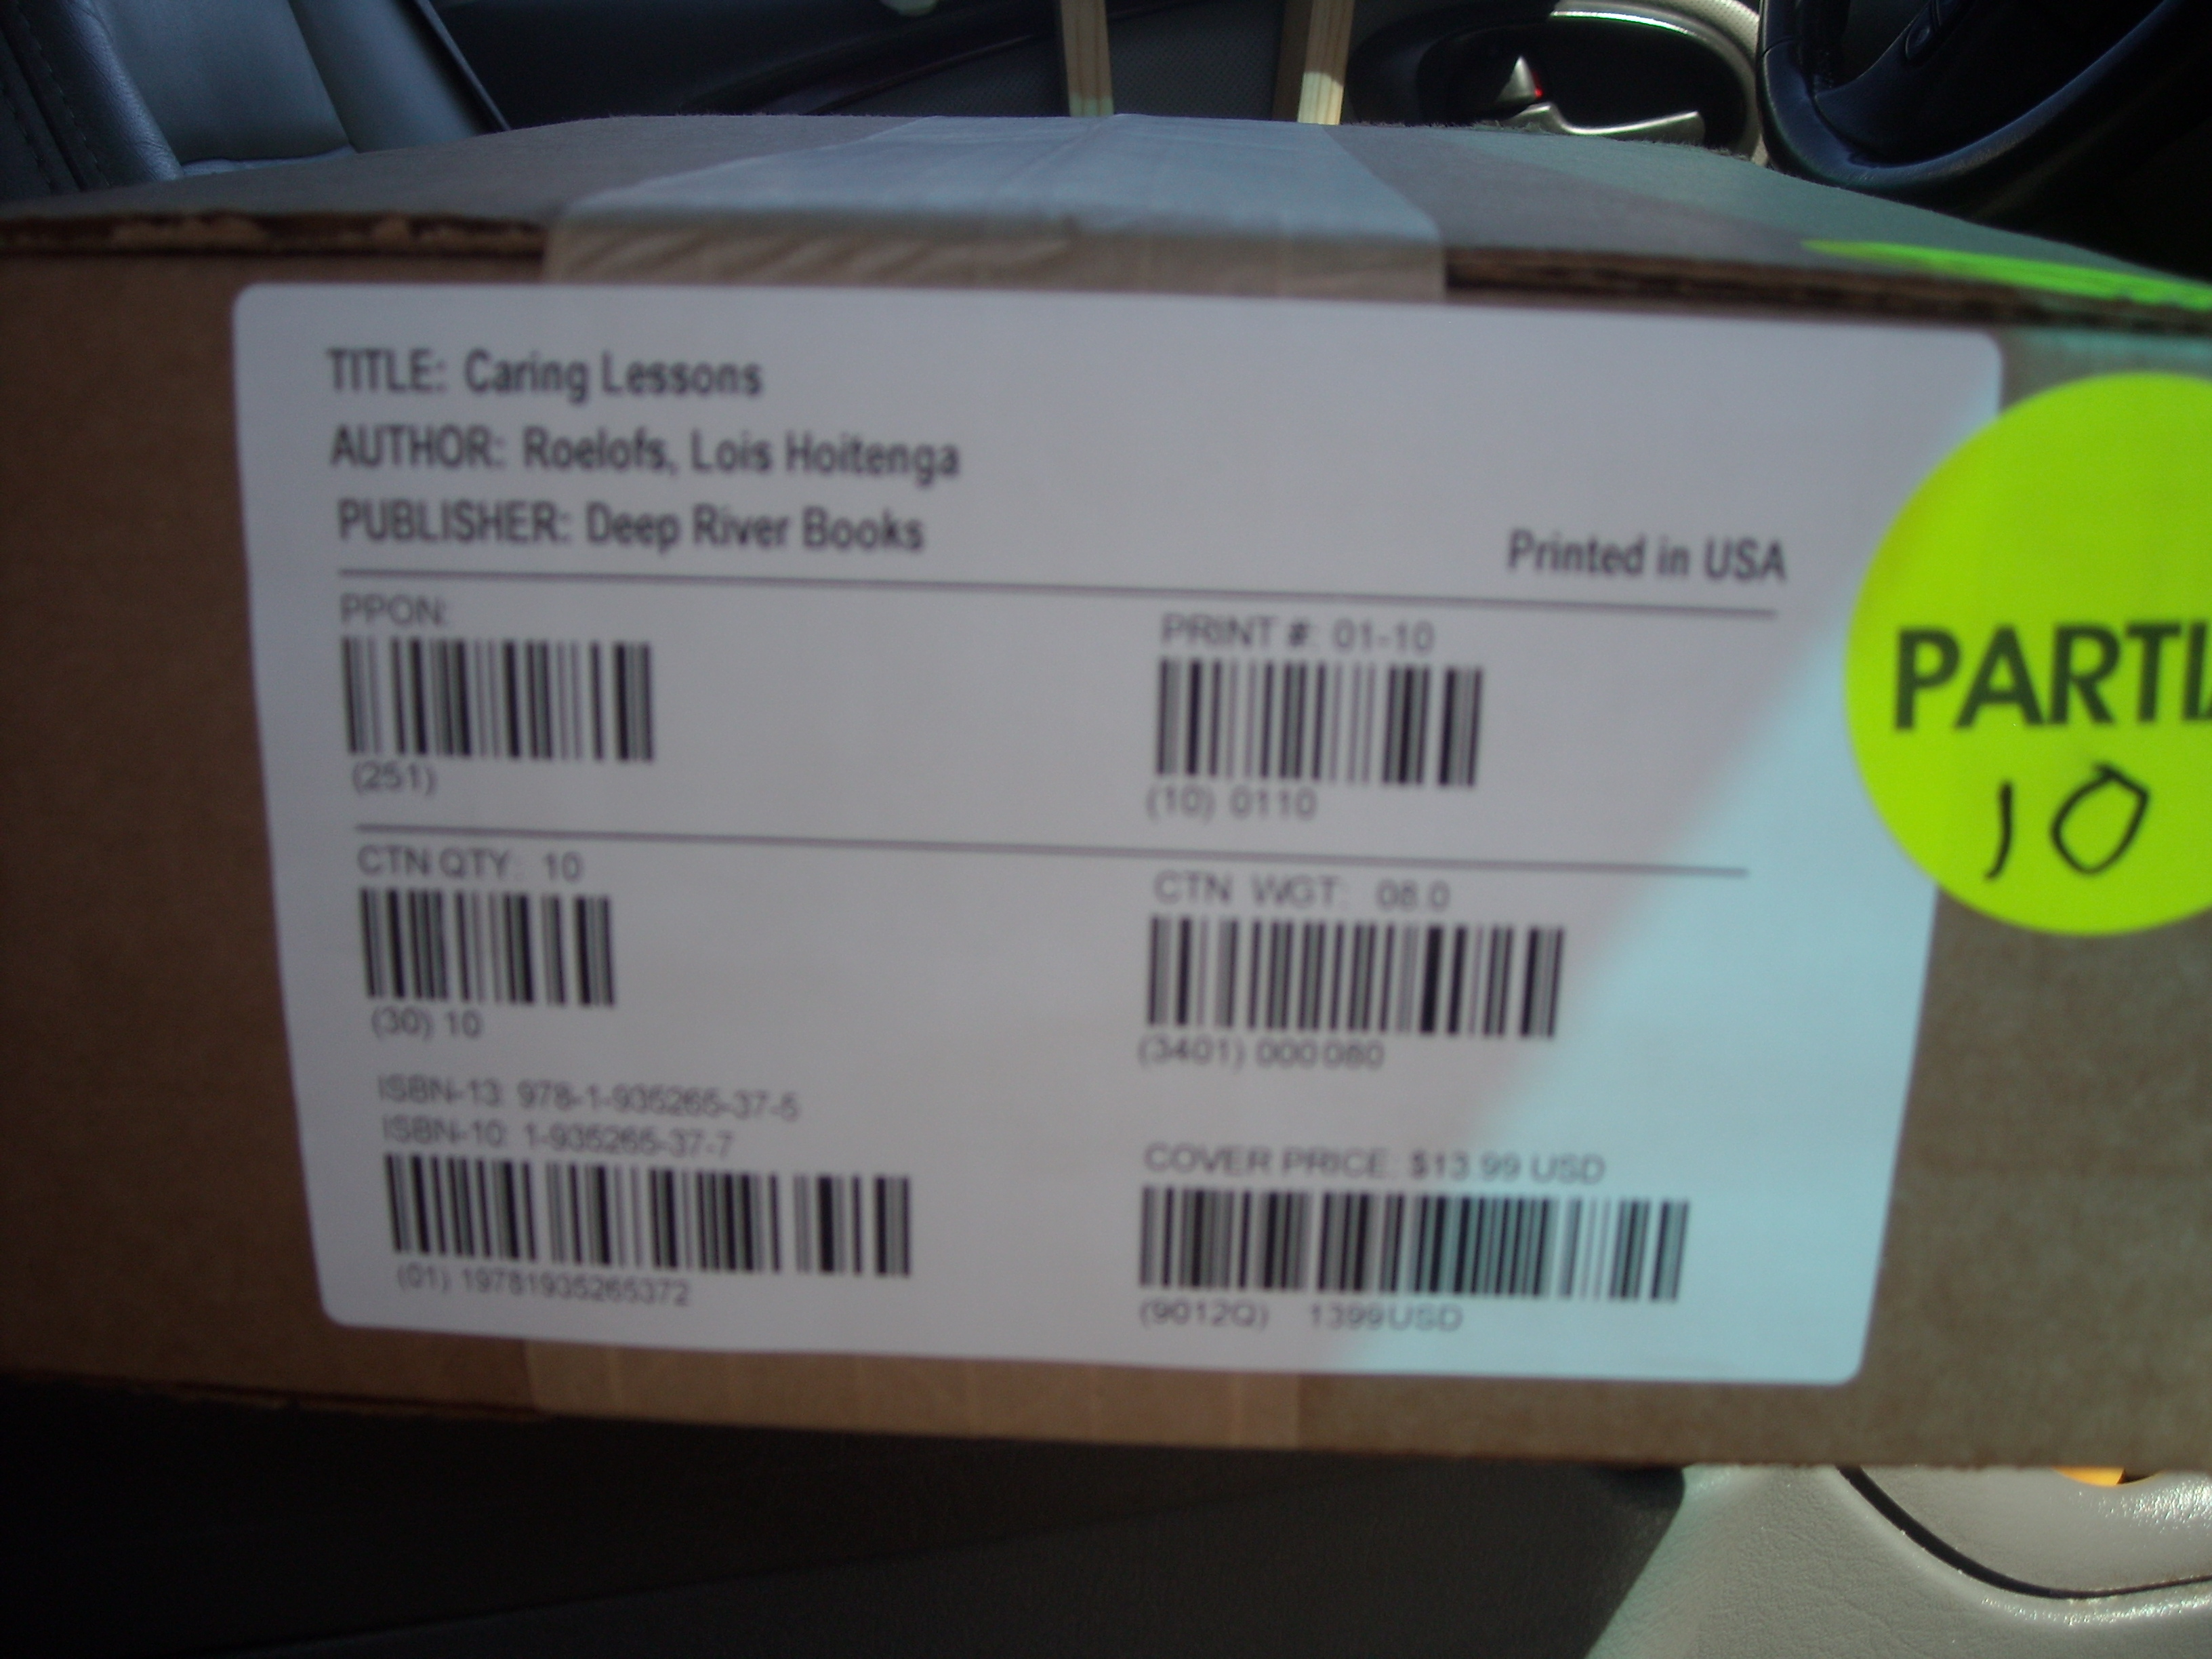 TITLE: Caring Lessons
AUTHOR: Roelofs, Lois Hoitenga
PUBLISHER: Deep River Books
Printed in USA
PPON:
(251)
PRINT #: 01-10
(10) 0110
CTN QTY: 10
(30) 10
CTN WGT: 08.0
(3401) 000080
ISBN-13: 978-1-935265-37-5
ISBN-10: 1-935265-37-7
(01) 19781935265372
COVER PRICE: $13.99 USD
(9012Q) 1399USD
PARTI
10